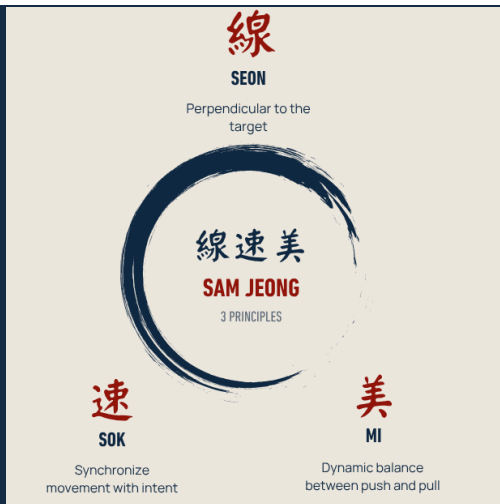 線
SEON
Perpendicular to the
target
線速美
SAM JEONG
3 PRINCIPLES
速
SOK
Synchronize
movement with intent
美
MI
Dynamic balance
between push and pull